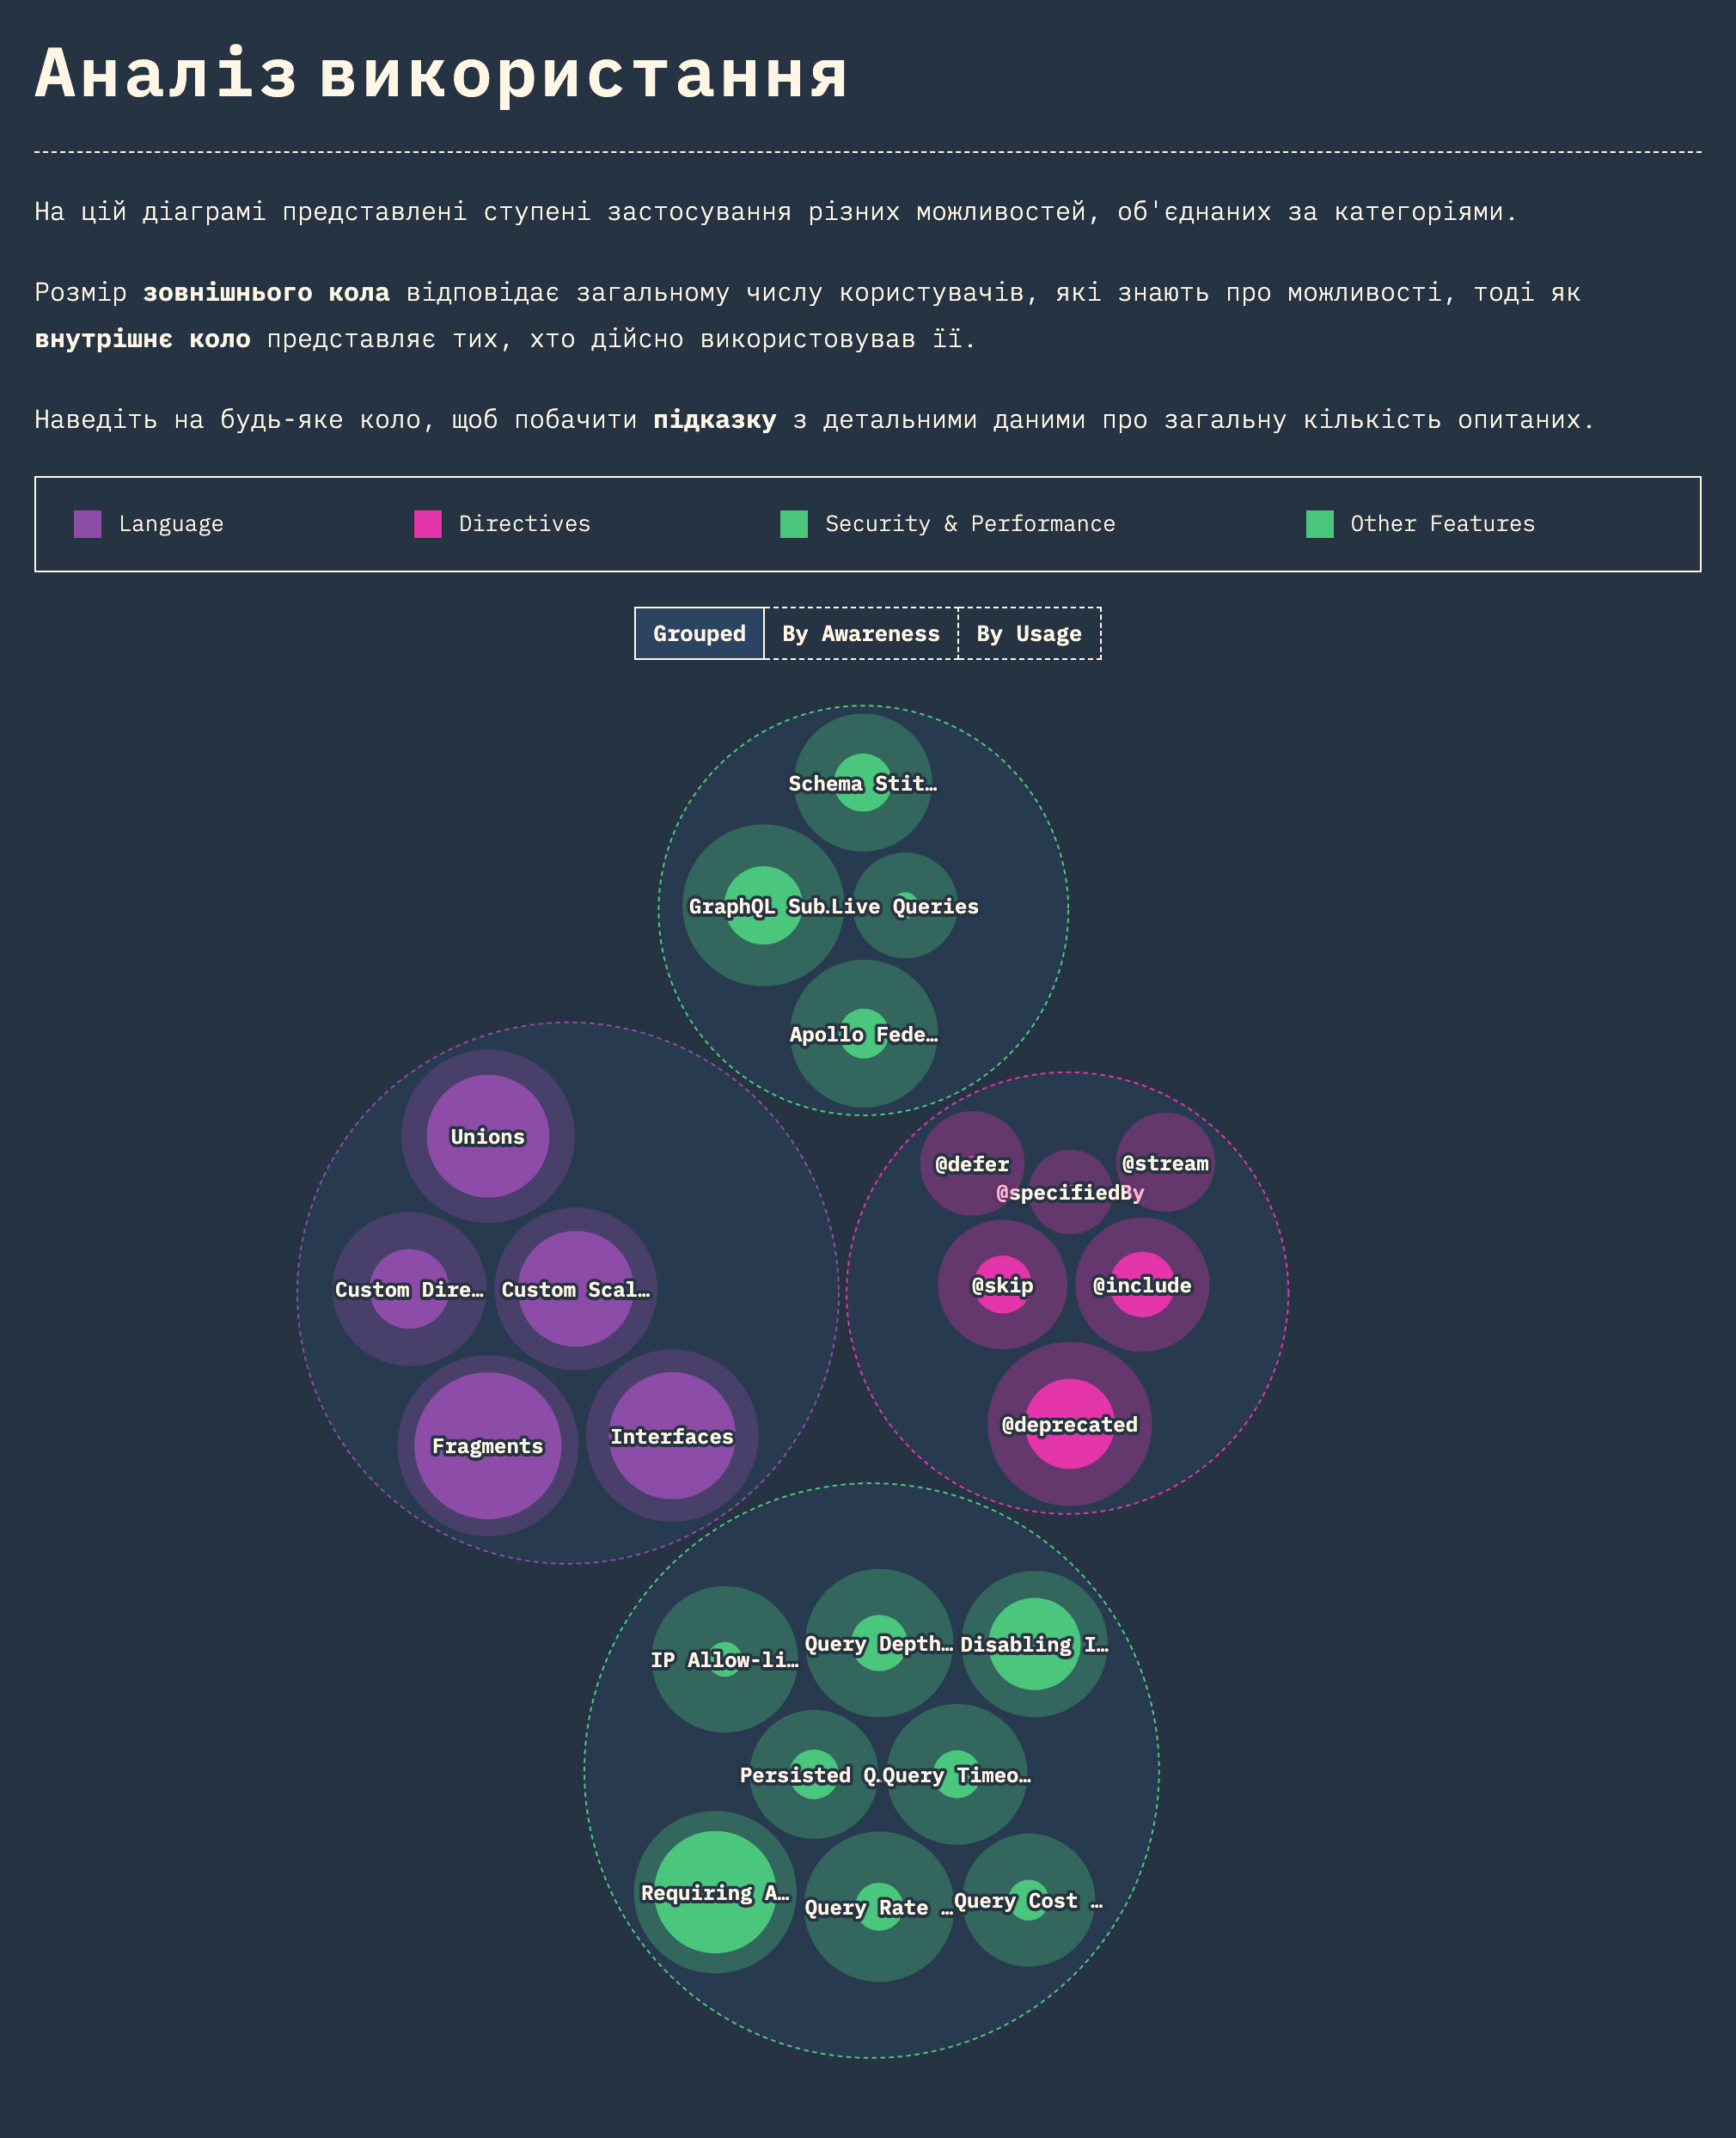 Аналіз використання
На цій діаграмі представлені ступені застосування різних можливостей, об'єднаних за категоріями.
Розмір зовнішнього кола відповідає загальному числу користувачів, які знають про можливості, тоді як
внутрішнє коло представляє тих, хто дійсно використовував її.
Наведіть на будь-яке коло, щоб побачити підказку з детальними даними про загальну кількість опитаних.
Language
Directives
Security & Performance
Other Features
Grouped
By Awareness
By Usage
Schema Stit…
GraphQL Sub…
Live Queries
Apollo Fede…
Unions
@defer
@stream
@specifiedBy
Custom Dire…
Custom Scal…
@skip
@include
@deprecated
Fragments
Interfaces
IP Allow-li…
Query Depth…
Disabling I…
Persisted Q…
Query Timeo…
Requiring A…
Query Rate …
Query Cost …